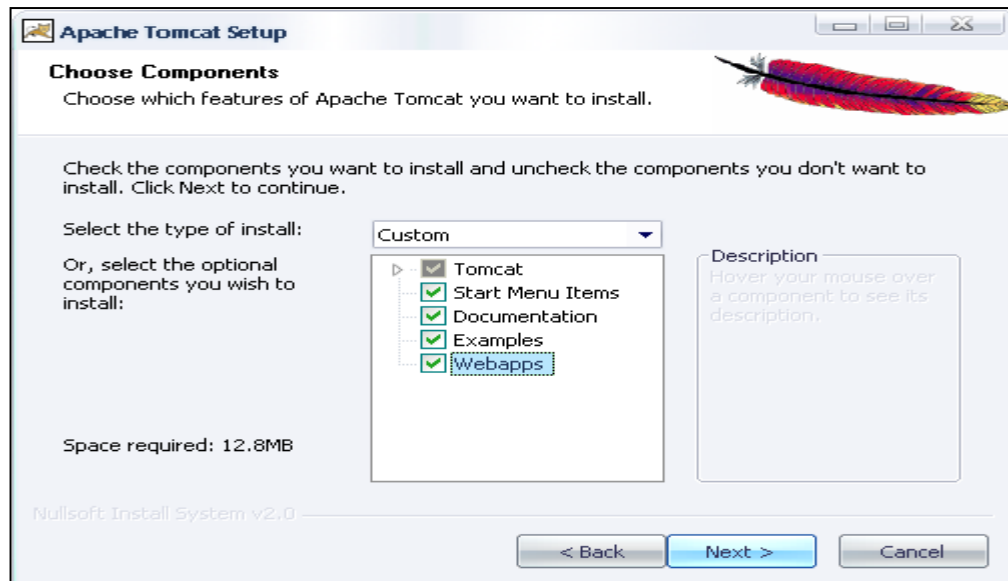 Apache Tomcat Setup
Choose Components
Choose which features of Apache Tomcat you want to install.
Check the components you want to install and uncheck the components you don't want to
install. Click Next to continue.
Select the type of install:
Custom
Or, select the optional
components you wish to
install:
Tomcat
Start Menu Items
Documentation
Examples
Webapps
Description
Hover your mouse over
a component to see its
description.
Space required: 12.8MB
Nullsoft Install System v2.0
< Back
Next >
Cancel